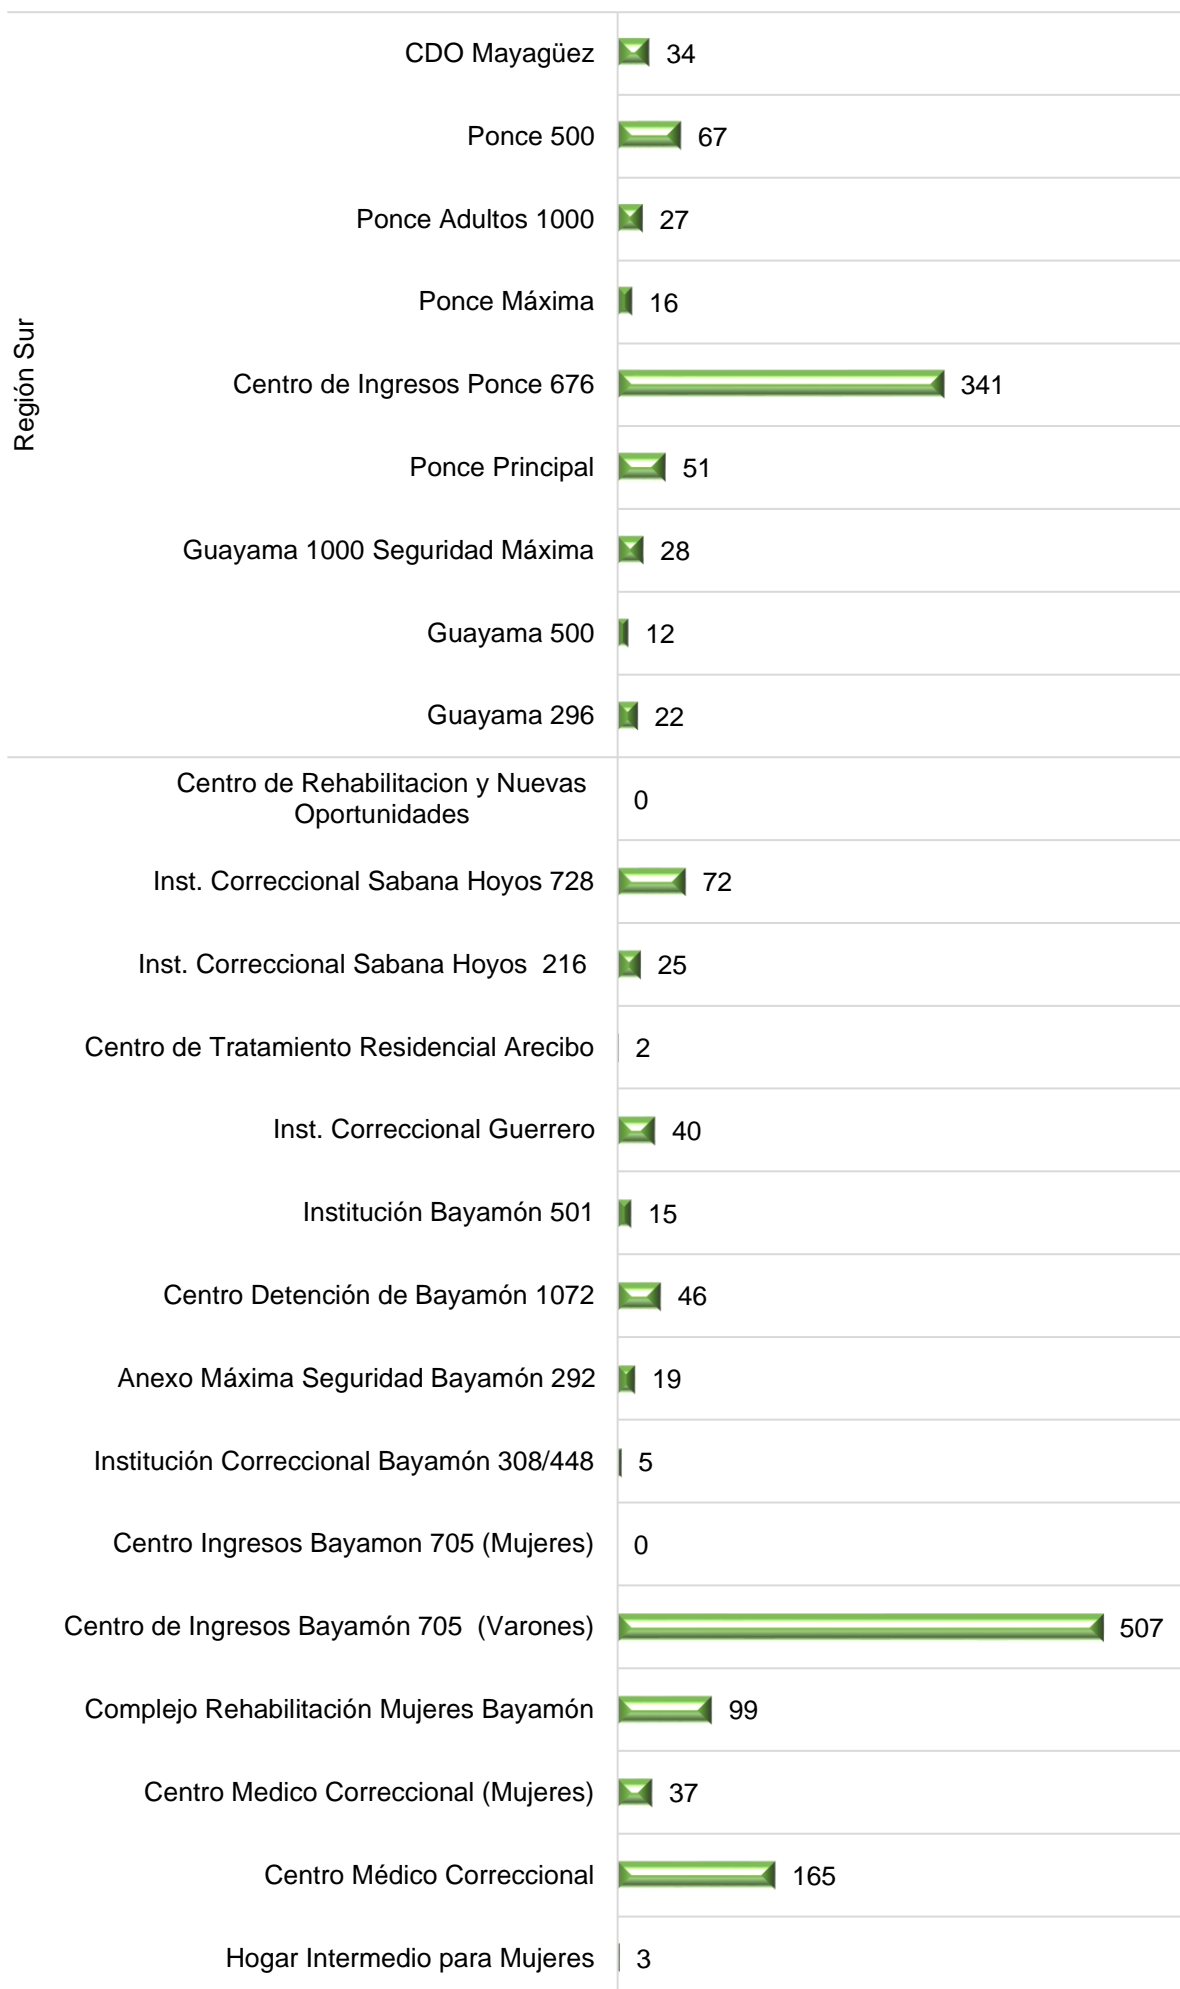 Región Sur
CDO Mayagüez 34
Ponce 500 67
Ponce Adultos 1000 27
Ponce Máxima 16
Centro de Ingresos Ponce 676 341
Ponce Principal 51
Guayama 1000 Seguridad Máxima 28
Guayama 500 12
Guayama 296 22
Centro de Rehabilitacion y Nuevas
Oportunidades 0
Inst. Correccional Sabana Hoyos 728 72
Inst. Correccional Sabana Hoyos 216 25
Centro de Tratamiento Residencial Arecibo 2
Inst. Correccional Guerrero 40
Institución Bayamón 501 15
Centro Detención de Bayamón 1072 46
Anexo Máxima Seguridad Bayamón 292 19
Institución Correccional Bayamón 308/448 5
Centro Ingresos Bayamon 705 (Mujeres) 0
Centro de Ingresos Bayamón 705 (Varones) 507
Complejo Rehabilitación Mujeres Bayamón 99
Centro Medico Correccional (Mujeres) 37
Centro Médico Correccional 165
Hogar Intermedio para Mujeres 3